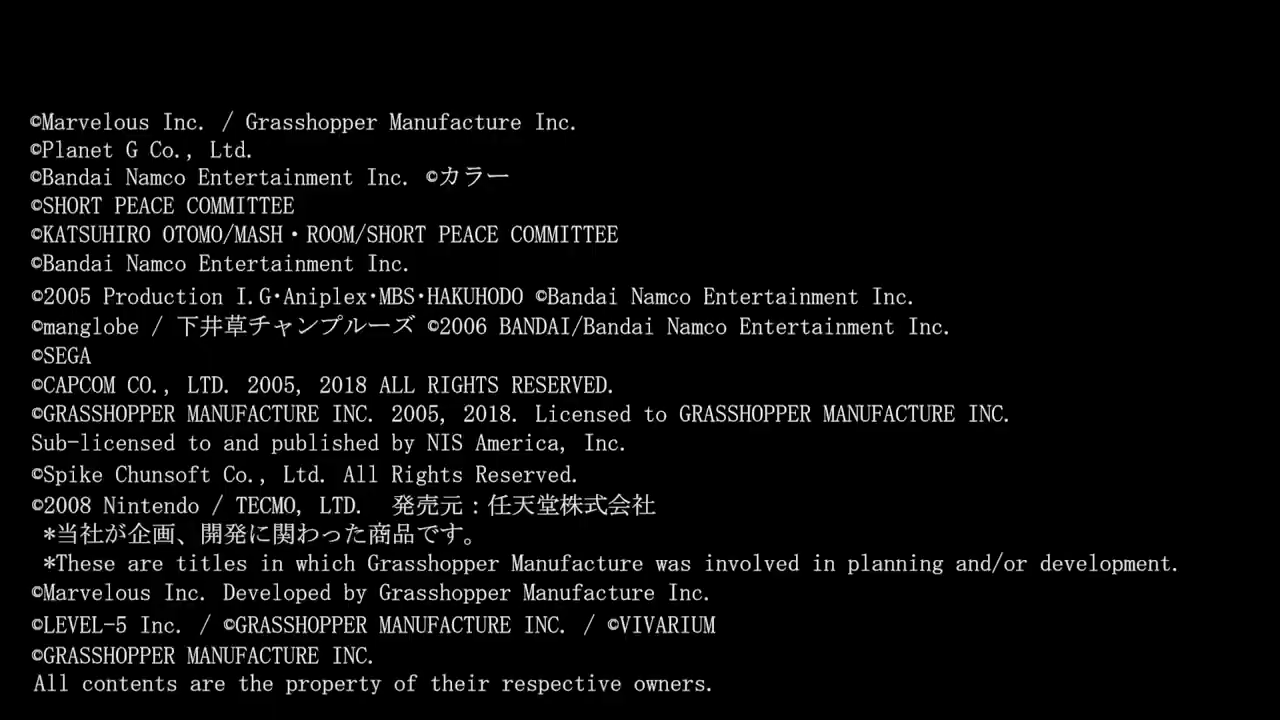 ©Marvelous Inc. / Grasshopper Manufacture Inc.
©Planet G Co., Ltd.
©Bandai Namco Entertainment Inc. ©カラー
©SHORT PEACE COMMITTEE
©KATSUHIRO OTOMO/MASH・ROOM/SHORT PEACE COMMITTEE
©Bandai Namco Entertainment Inc.
©2005 Production I.G・Aniplex・MBS・HAKUHODO ©Bandai Namco Entertainment Inc.
©manglobe / 下井草チャンプルーズ ©2006 BANDAI/Bandai Namco Entertainment Inc.
©SEGA
©CAPCOM CO., LTD. 2005, 2018 ALL RIGHTS RESERVED.
©GRASSHOPPER MANUFACTURE INC. 2005, 2018. Licensed to GRASSHOPPER MANUFACTURE INC.
Sub-licensed to and published by NIS America, Inc.
©Spike Chunsoft Co., Ltd. All Rights Reserved.
©2008 Nintendo / TECMO, LTD.　発売元：任天堂株式会社
*当社が企画、開発に関わった商品です。
*These are titles in which Grasshopper Manufacture was involved in planning and/or development.
©Marvelous Inc. Developed by Grasshopper Manufacture Inc.
©LEVEL-5 Inc. / ©GRASSHOPPER MANUFACTURE INC. / ©VIVARIUM
©GRASSHOPPER MANUFACTURE INC.
All contents are the property of their respective owners.